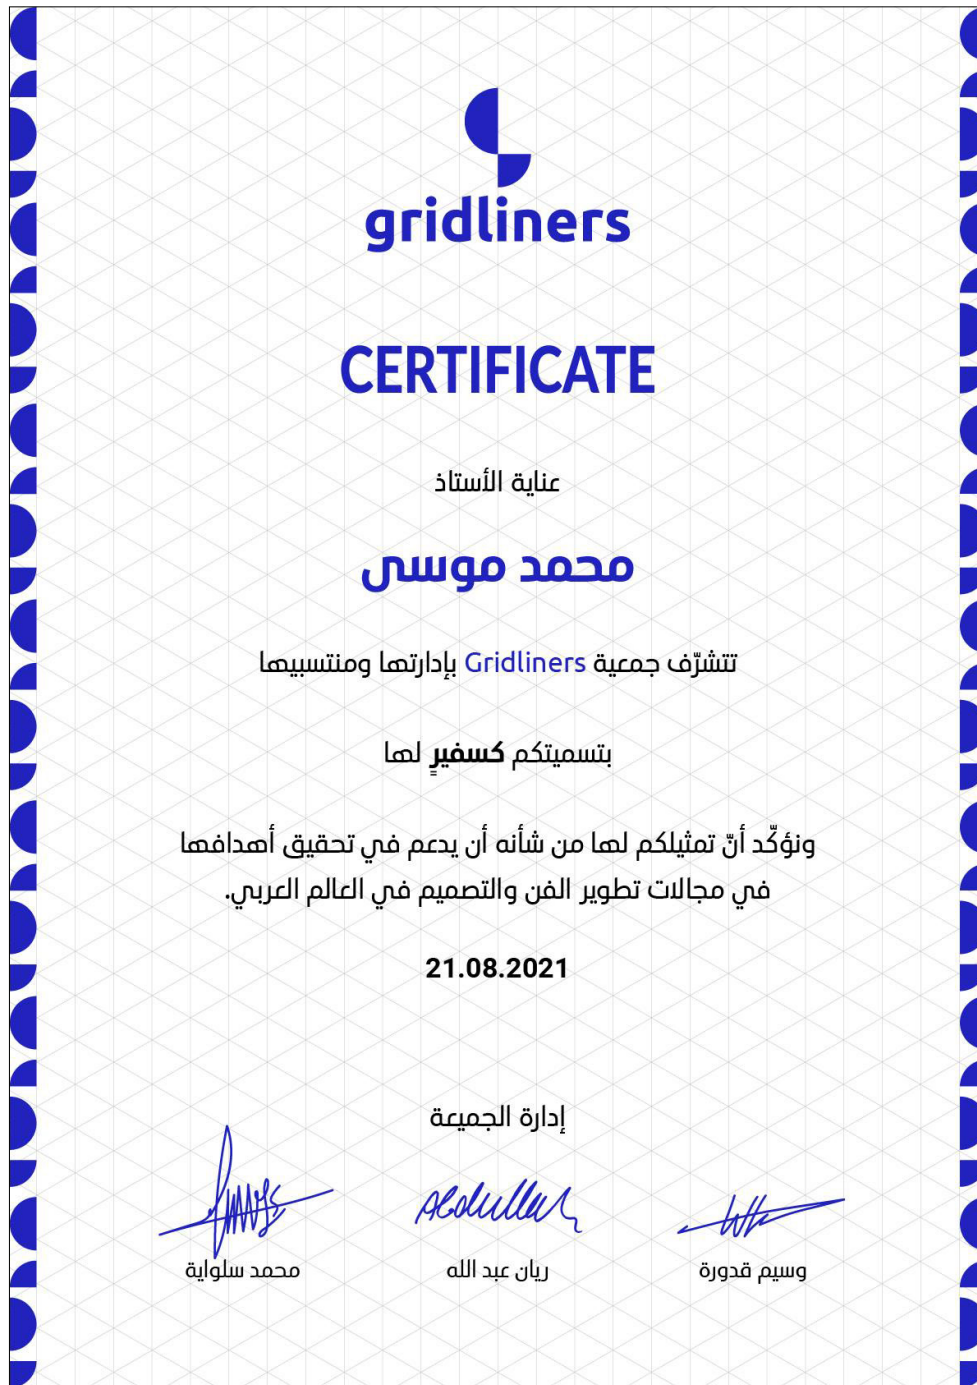 gridliners
CERTIFICATE
عناية الأستاذ
محمد موسى
تتشرّف جمعية Gridliners بإدارتها ومنتسبيها
بتسميتكم كسفيرٍ لها
ونؤكّد أنّ تمثيلكم لها من شأنه أن يدعم في تحقيق أهدافها
في مجالات تطوير الفن والتصميم في العالم العربي.
21.08.2021
إدارة الجميعة
وسيم قدورة
ريان عبد الله
محمد سلواية